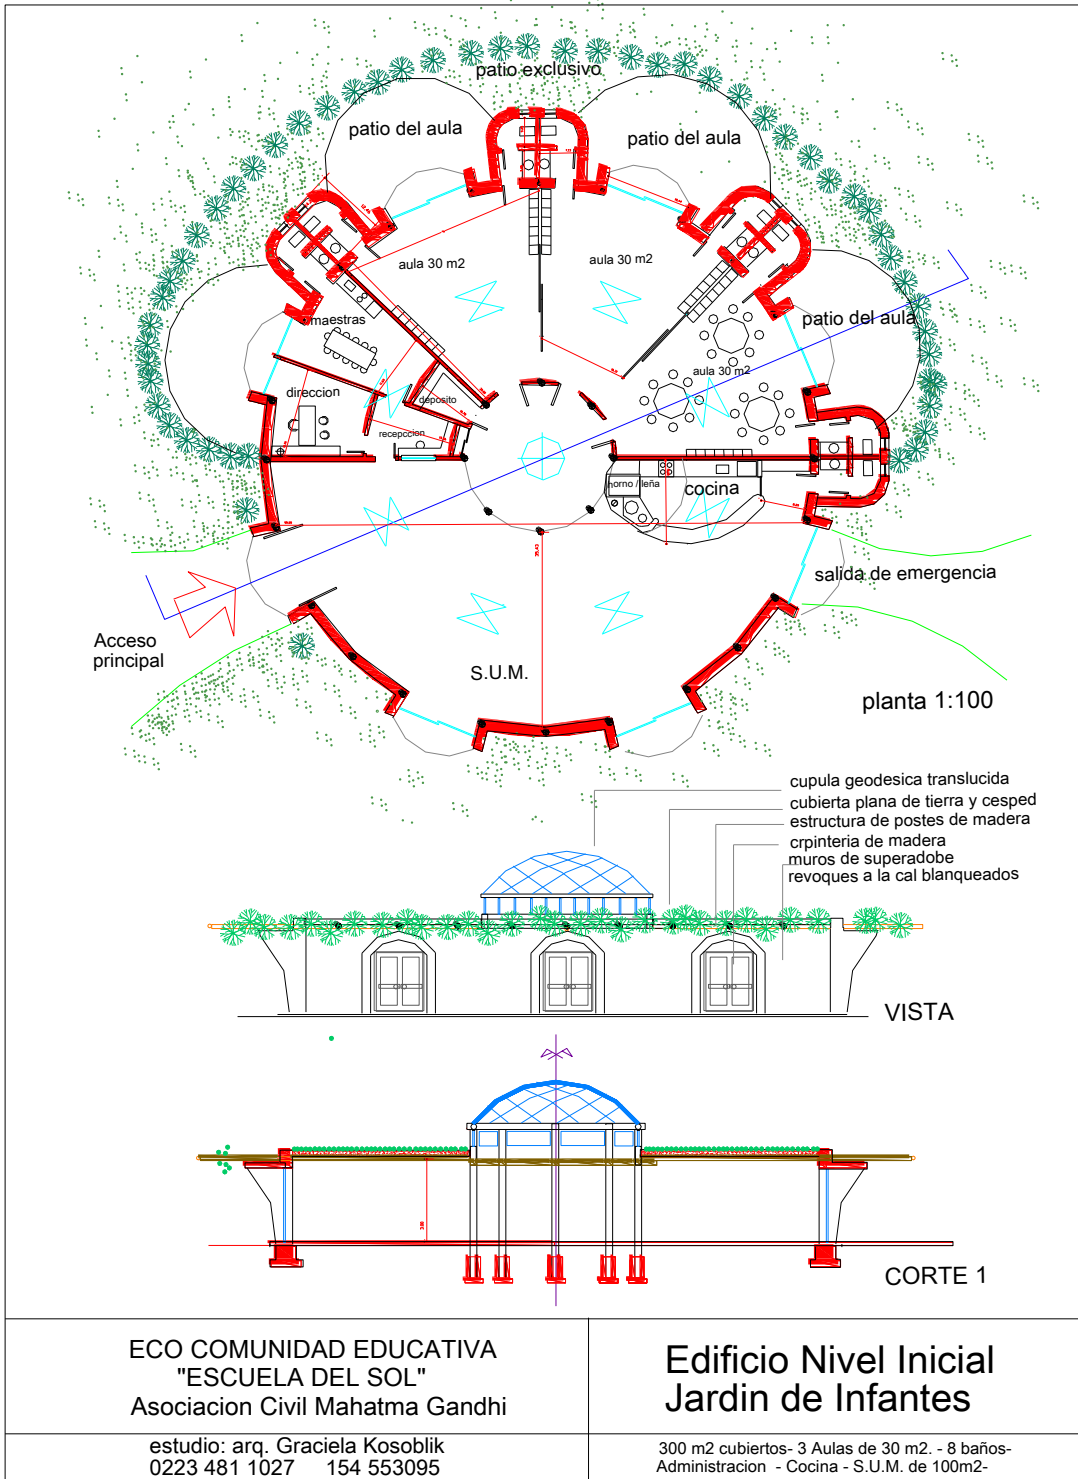 patio exclusivo
patio del aula
patio del aula
aula 30 m2
aula 30 m2
maestras
patio del aula
aula 30 m2
direccion
deposito
recepccion
horno / leña
cocina
salida de emergencia
Acceso
principal
S.U.M.
planta 1:100
cupula geodesica translucida
cubierta plana de tierra y cesped
estructura de postes de madera
crpinteria de madera
muros de superadobe
revoques a la cal blanqueados
VISTA
CORTE 1
ECO COMUNIDAD EDUCATIVA
"ESCUELA DEL SOL"
Asociacion Civil Mahatma Gandhi
estudio: arq. Graciela Kosoblik
0223 481 1027 154 553095
Edificio Nivel Inicial
Jardin de Infantes
300 m2 cubiertos- 3 Aulas de 30 m2. - 8 baños-
Administracion - Cocina - S.U.M. de 100m2-